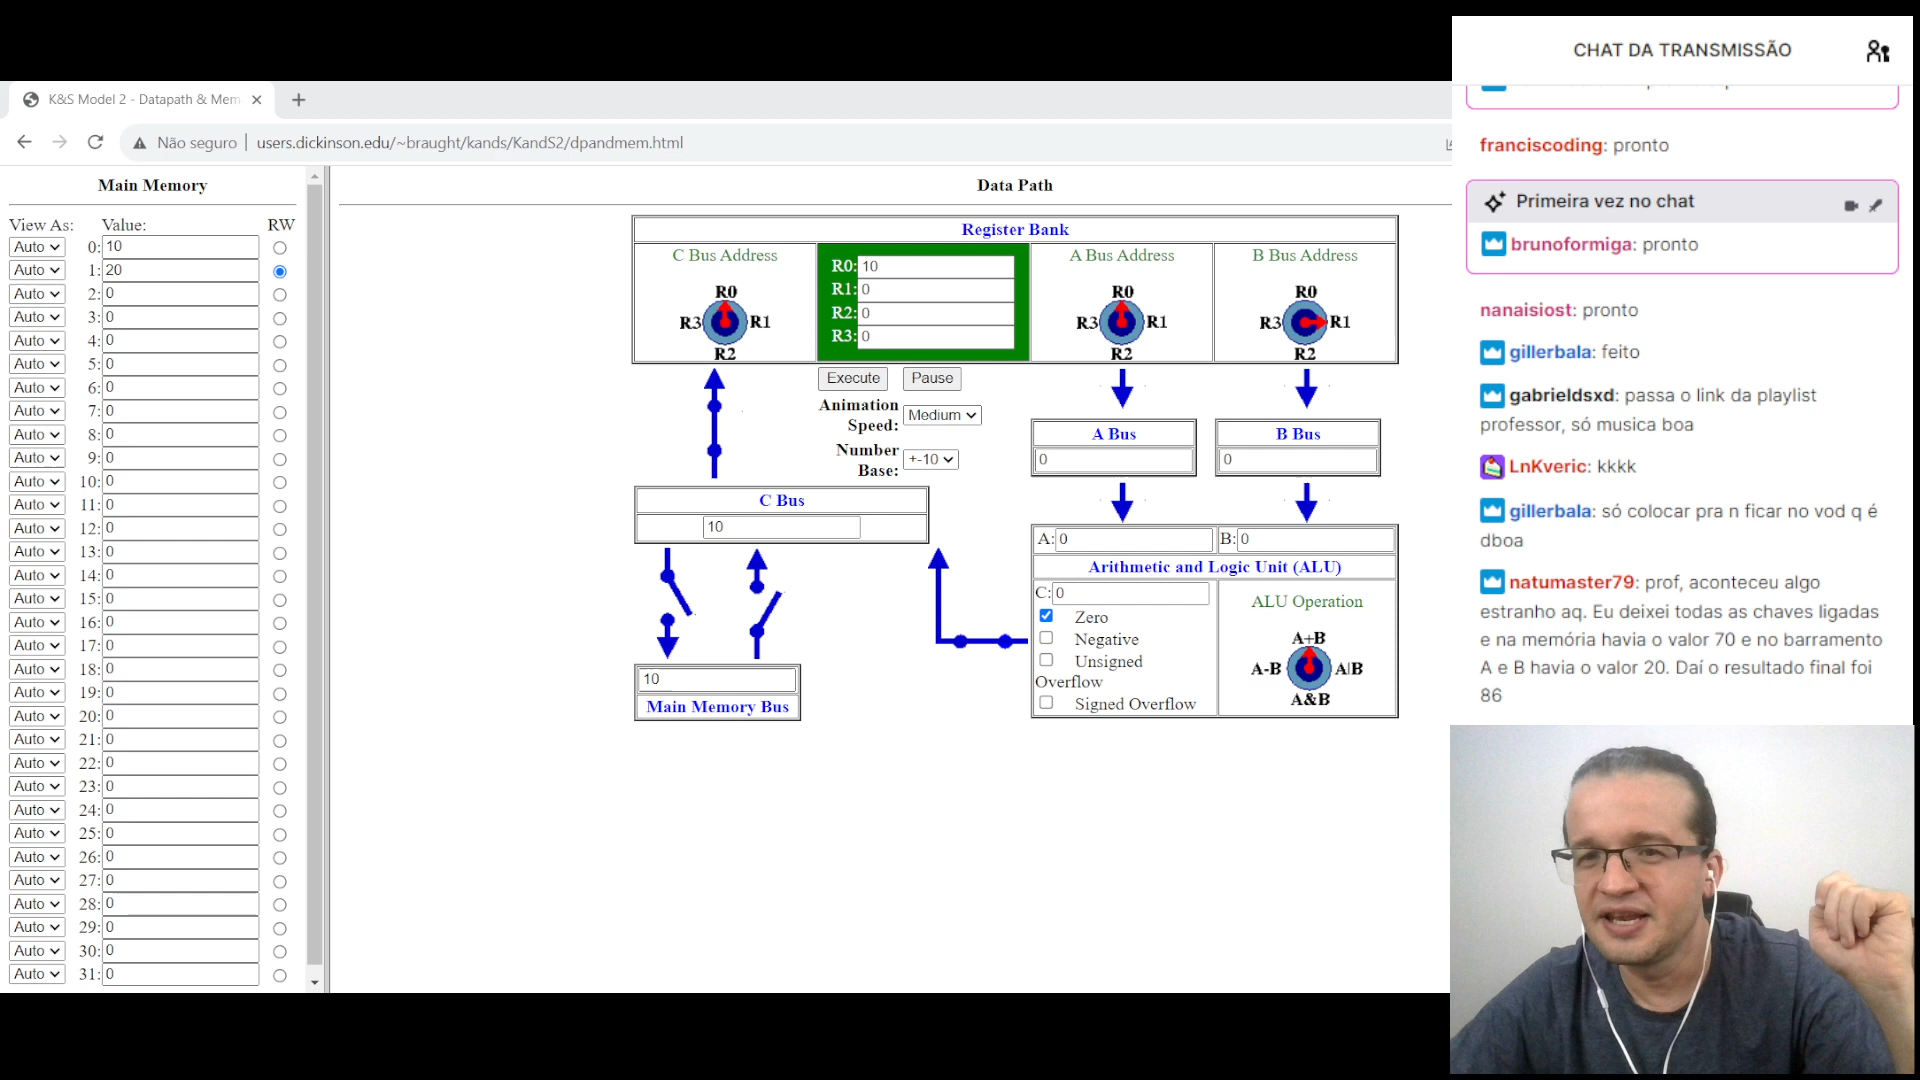 K&S Model 2 - Datapath & Mem
Não seguro
users.dickinson.edu/~braught/kands/KandS2/dpandmem.html
Main Memory
View As: Value: RW
Auto 0: 10
Auto 1: 20
Auto 2: 0
Auto 3: 0
Auto 4: 0
Auto 5: 0
Auto 6: 0
Auto 7: 0
Auto 8: 0
Auto 9: 0
Auto 10: 0
Auto 11: 0
Auto 12: 0
Auto 13: 0
Auto 14: 0
Auto 15: 0
Auto 16: 0
Auto 17: 0
Auto 18: 0
Auto 19: 0
Auto 20: 0
Auto 21: 0
Auto 22: 0
Auto 23: 0
Auto 24: 0
Auto 25: 0
Auto 26: 0
Auto 27: 0
Auto 28: 0
Auto 29: 0
Auto 30: 0
Auto 31: 0
Data Path
Register Bank
C Bus Address
R0
R3 R1
R2
R0: 10
R1: 0
R2: 0
R3: 0
A Bus Address
R0
R3 R1
R2
B Bus Address
R0
R3 R1
R2
Execute Pause
Animation
Speed: Medium
Number
Base: +-10
A Bus
0
B Bus
0
C Bus
10
10
Main Memory Bus
A: 0 B: 0
Arithmetic and Logic Unit (ALU)
C: 0
Zero
Negative
Unsigned
Overflow
Signed Overflow
ALU Operation
A+B
A-B A|B
A&B
CHAT DA TRANSMISSÃO
franciscoding: pronto
Primeira vez no chat
brunoformiga: pronto
nanaisiost: pronto
gillerbala: feito
gabrieldsxd: passa o link da playlist
professor, só musica boa
LnKveric: kkkk
gillerbala: só colocar pra n ficar no vod q é
dboa
natumaster79: prof, aconteceu algo
estranho aq. Eu deixei todas as chaves ligadas
e na memória havia o valor 70 e no barramento
A e B havia o valor 20. Daí o resultado final foi
86